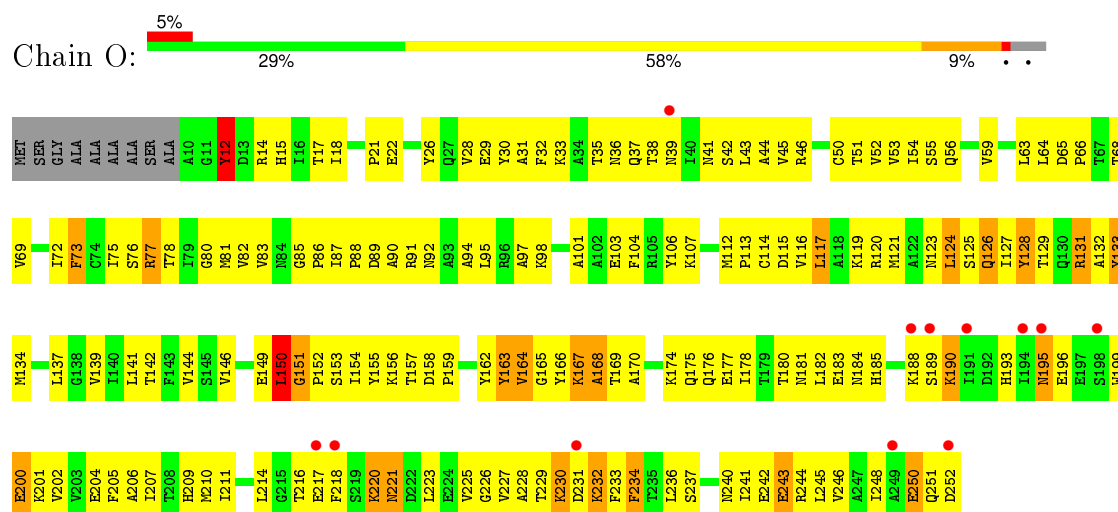 5%
Chain O:
29% 58% 9% • •
MET SER GLY ALA ALA ALA ALA SER ALA A10 G11 Y12 D13 R14 H15 I16 T17 I18 P21 E22 Y26 Q27 V28 E29 Y30 A31 F32 K33 A34 T35 N36 Q37 T38 N39 I40 N41 S42 L43 A44 V45 R46 C50 T51 V52 V53 I54 S55 Q56 V59 L63 L64 D65 P66 T67 T68
V69 I72 F73 C74 I75 S76 R77 T78 I79 G80 M81 V82 V83 N84 G85 P86 I87 P88 D89 A90 R91 N92 A93 A94 L95 R96 A97 K98 A101 A102 E103 F104 R105 Y106 K107 M112 P113 C114 D115 V116 L117 A118 K119 R120 M121 A122 N123 L124 S125 Q126 I127 Y128 T129 Q130 R131 A132 Y133
M134 L137 G138 V139 I140 L141 T142 F143 V144 S145 V146 E149 L150 G151 P152 S153 I154 Y155 K156 T157 D158 P159 Y162 Y163 V164 G165 Y166 K167 A168 T169 A170 K174 Q175 Q176 E177 I178 T179 T180 N181 L182 E183 N184 H185 K188 S189 K190 I191 D192 H193 I194 N195 E196 E197 S198 W199
E200 K201 V202 V203 E204 F205 A206 I207 T208 H209 M210 I211 L214 G215 T216 E217 F218 S219 K220 N221 D222 L223 E224 V225 G226 V227 A228 T229 K230 D231 K232 F233 F234 T235 L236 S237 N240 I241 E242 E243 R244 L245 V246 A247 I248 A249 E250 Q251 D252